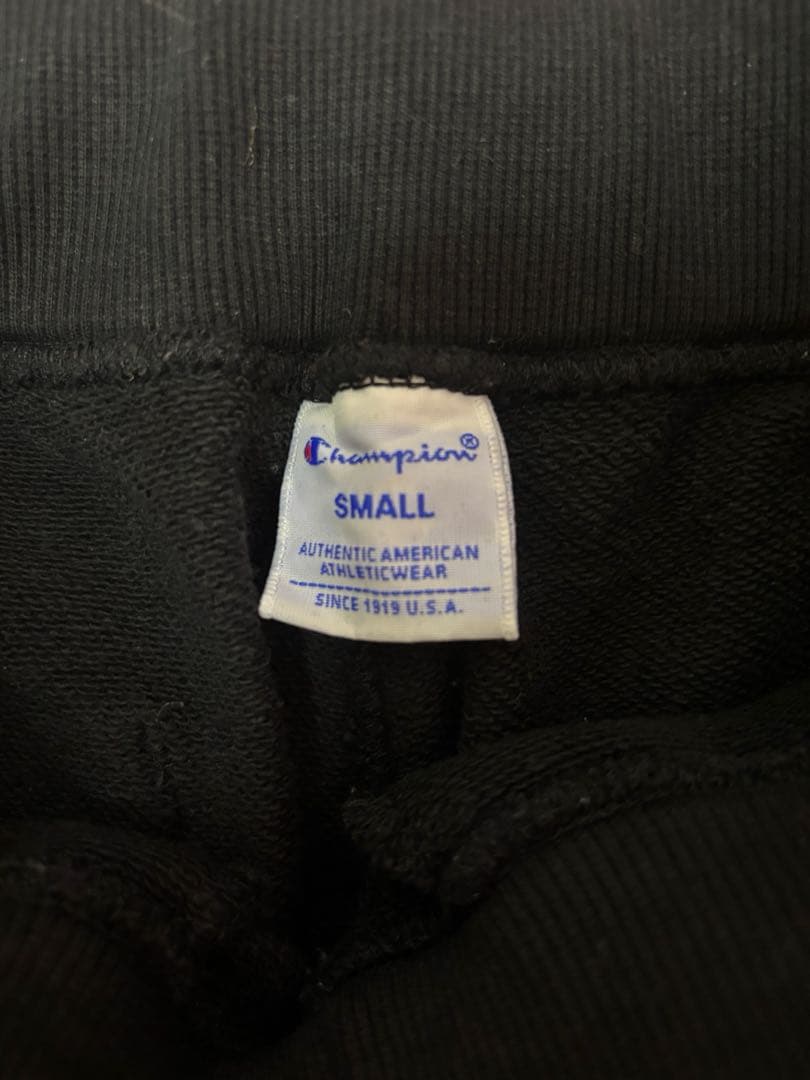 Champion®
SMALL
AUTHENTIC AMERICAN
ATHLETICWEAR
SINCE 1919 U.S.A.